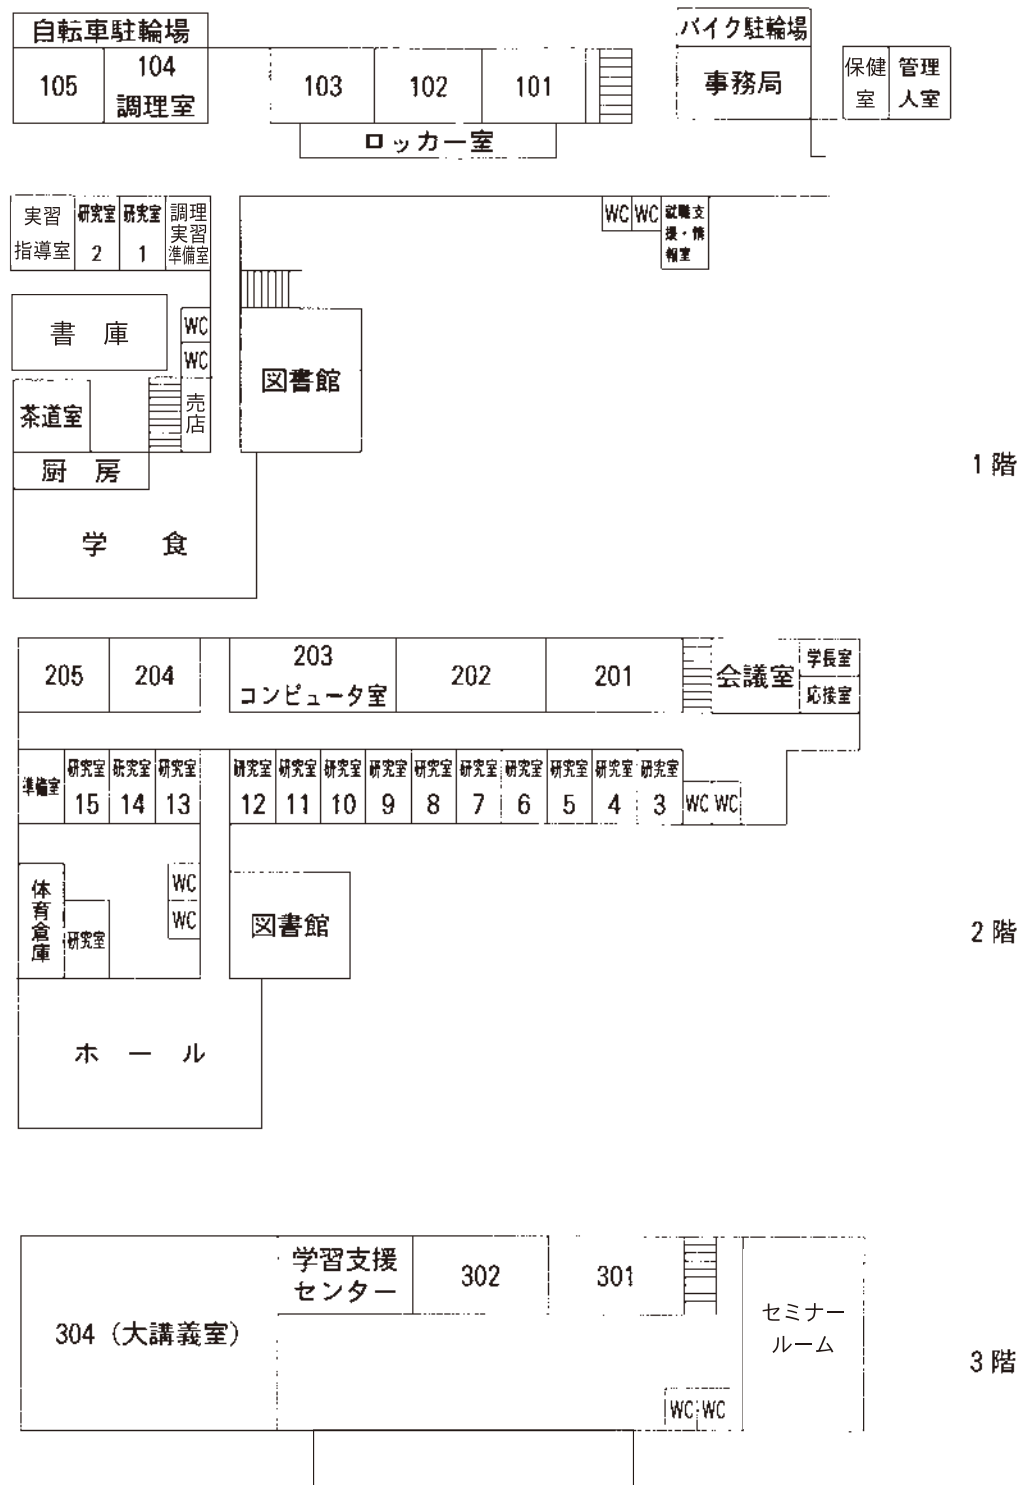 自転車駐輪場
バイク駐輪場
105
104
調理室
103
102
101
事務局
保健
室
管理
人室
ロッカー室
実習
指導室
研究室
2
研究室
1
調理
実習
準備室
WC
WC
就職支
援・情
報室
書 庫
WC
WC
図書館
茶道室
売
店
厨 房
1 階
学 食
205
204
203
コンピュータ室
202
201
会議室
学長室
応接室
準備室
研究室
15
研究室
14
研究室
13
研究室
12
研究室
11
研究室
10
研究室
9
研究室
8
研究室
7
研究室
6
研究室
5
研究室
4
研究室
3
WC
WC
体
育
倉
庫
研究室
WC
WC
図書館
2 階
ホ ー ル
304 (大講義室)
学習支援
センター
302
301
セミナー
ルーム
3 階
WC
WC